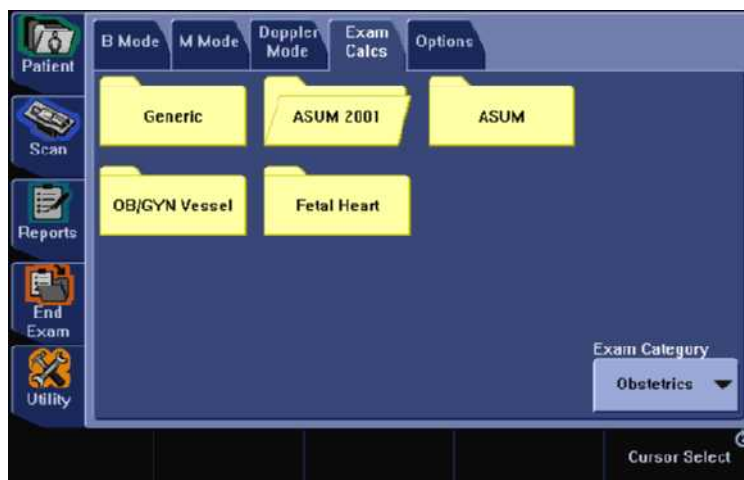 Patient
Scan
Reports
End
Exam
Utility
B Mode
M Mode
Doppler
Mode
Exam
Calcs
Options
Generic
ASUM 2001
ASUM
OB/GYN Vessel
Fetal Heart
Exam Category
Obstetrics
Cursor Select